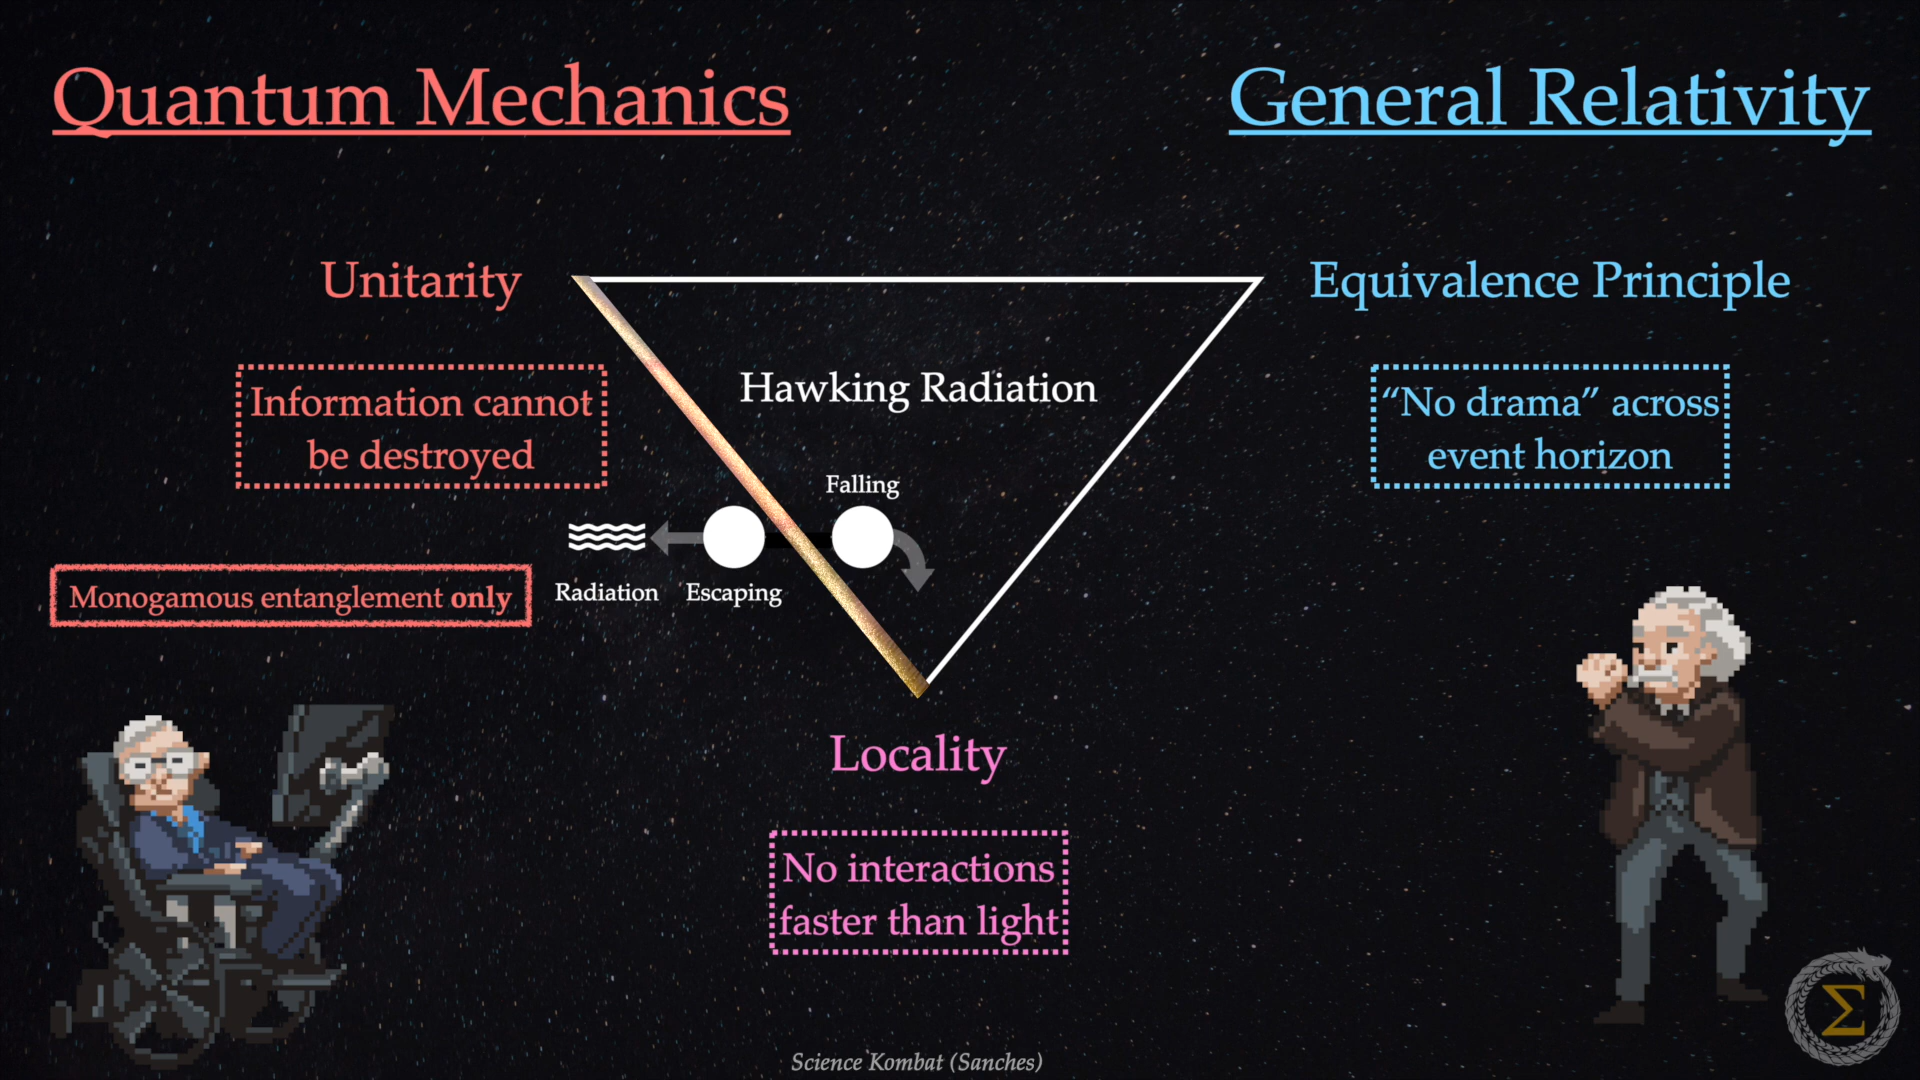 Quantum Mechanics
General Relativity
Unitarity
Equivalence Principle
Information cannot
be destroyed
Hawking Radiation
“No drama” across
event horizon
Falling
Radiation
Escaping
Monogamous entanglement only
Locality
No interactions
faster than light
Science Kombat (Sanches)
Σ